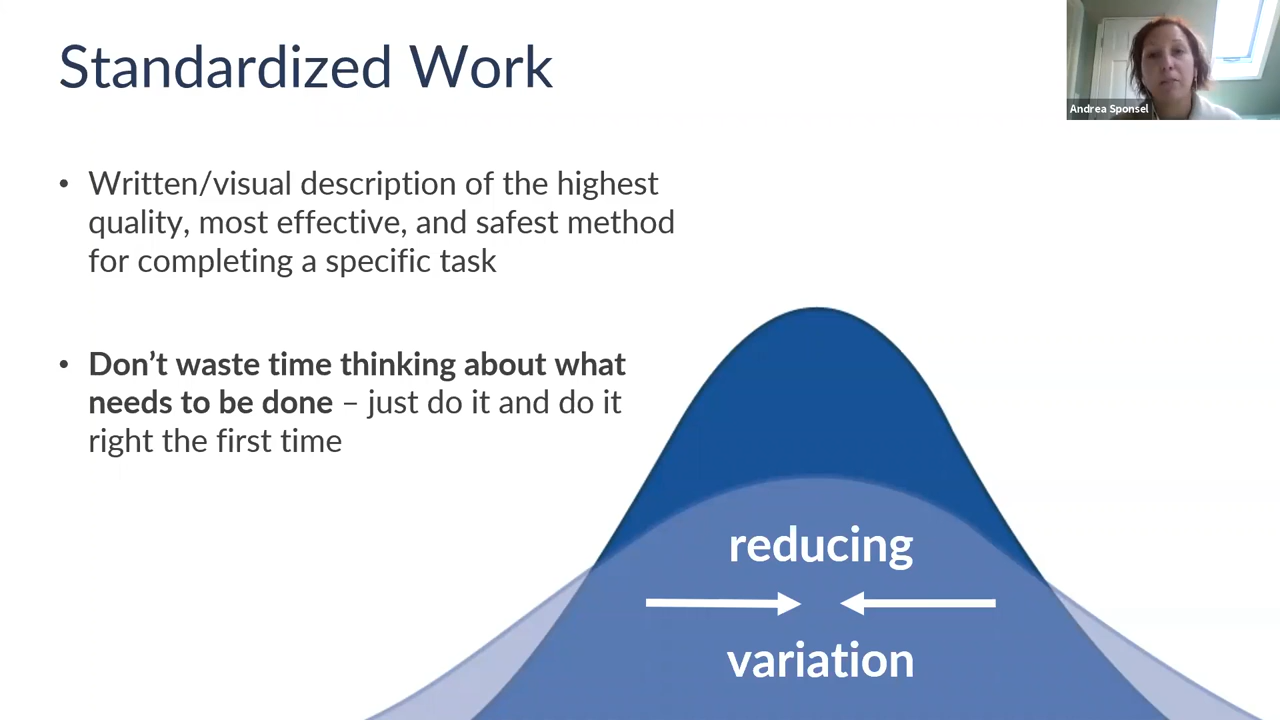 Standardized Work
Andrea Sponsel
• Written/visual description of the highest
quality, most effective, and safest method
for completing a specific task
• Don’t waste time thinking about what
needs to be done – just do it and do it
right the first time
reducing
variation